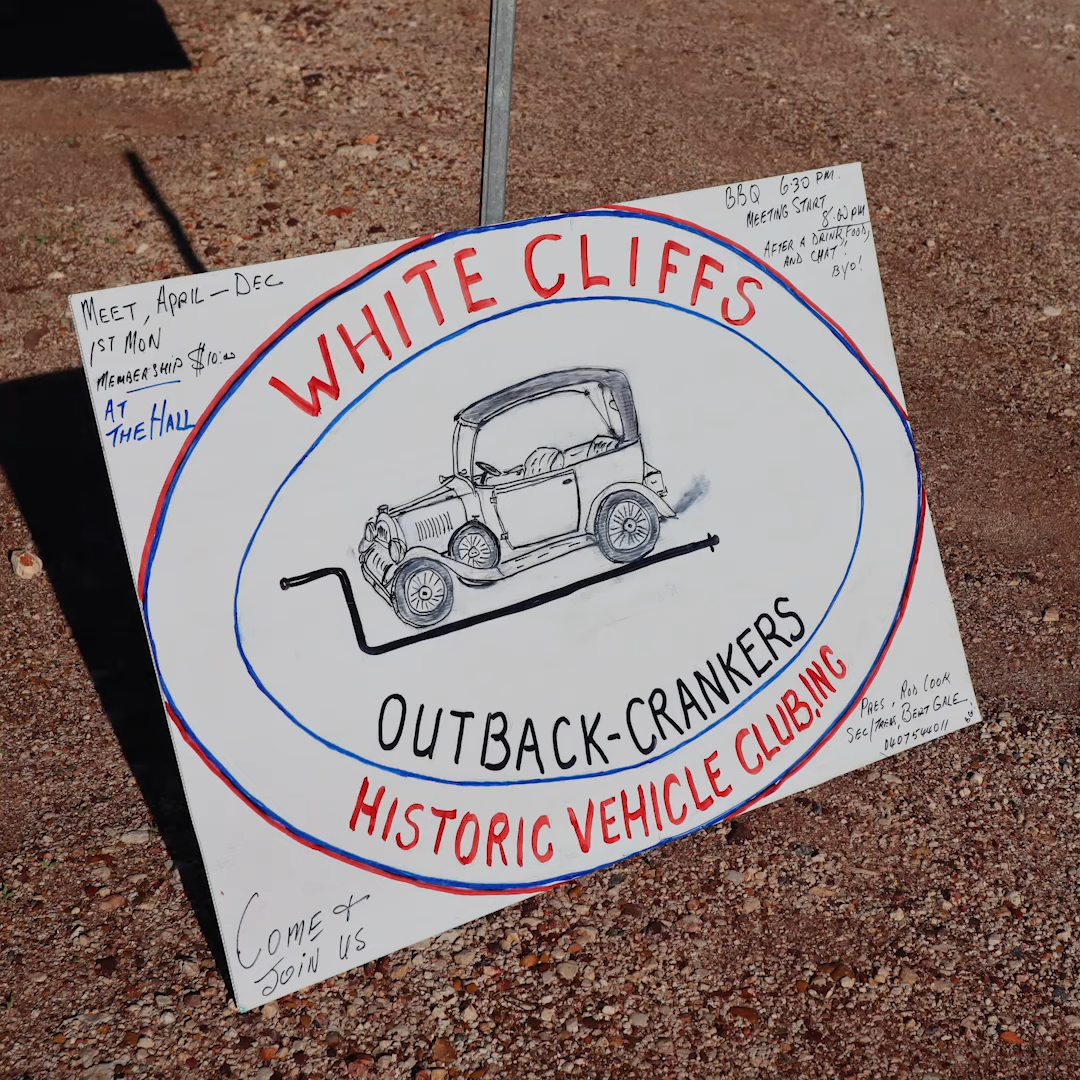 MEET, APRIL — DEC
1ST MON
MEMBERSHIP $10:00
AT
THE HALL
BBQ 6:30 PM.
MEETING START
8:00 PM
AFTER A DRINK, FOOD,
AND CHAT!
BYO!
WHITE CLIFFS
OUTBACK-CRANKERS
HISTORIC VEHICLE CLUB.INC
PRES, ROD COOK
SEC/TREAS, BERT GALE
0407544011
COME &
JOIN US